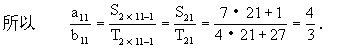 所以 a₁₁/b₁₁ = S₂×₁₁₋₁/T₂×₁₁₋₁ = S₂₁/T₂₁ = (7•21+1)/(4•21+27) = 4/3.